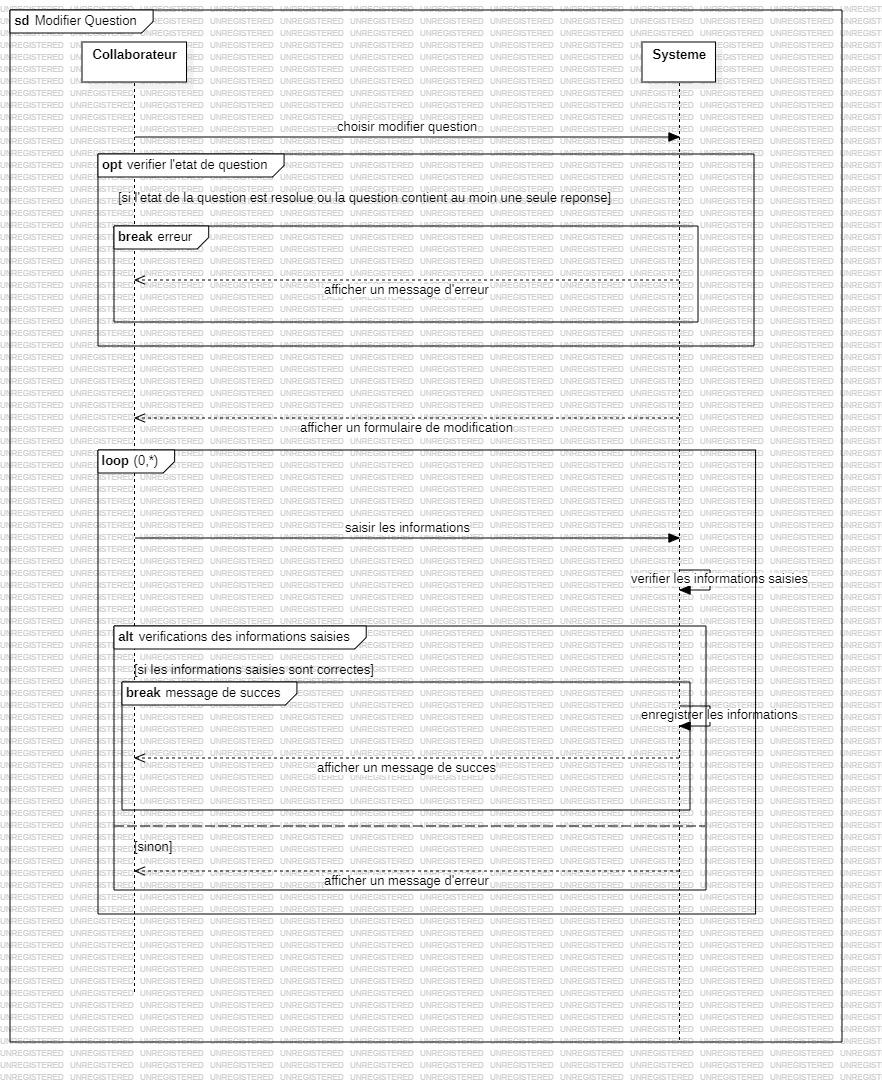 sd Modifier Question
Collaborateur
Systeme
choisir modifier question
opt verifier l'etat de question
[si l'etat de la question est resolue ou la question contient au moin une seule reponse]
break erreur
afficher un message d'erreur
afficher un formulaire de modification
loop (0,*)
saisir les informations
verifier les informations saisies
alt verifications des informations saisies
[si les informations saisies sont correctes]
break message de succes
enregistrer les informations
afficher un message de succes
[sinon]
afficher un message d'erreur
UNREGISTERED